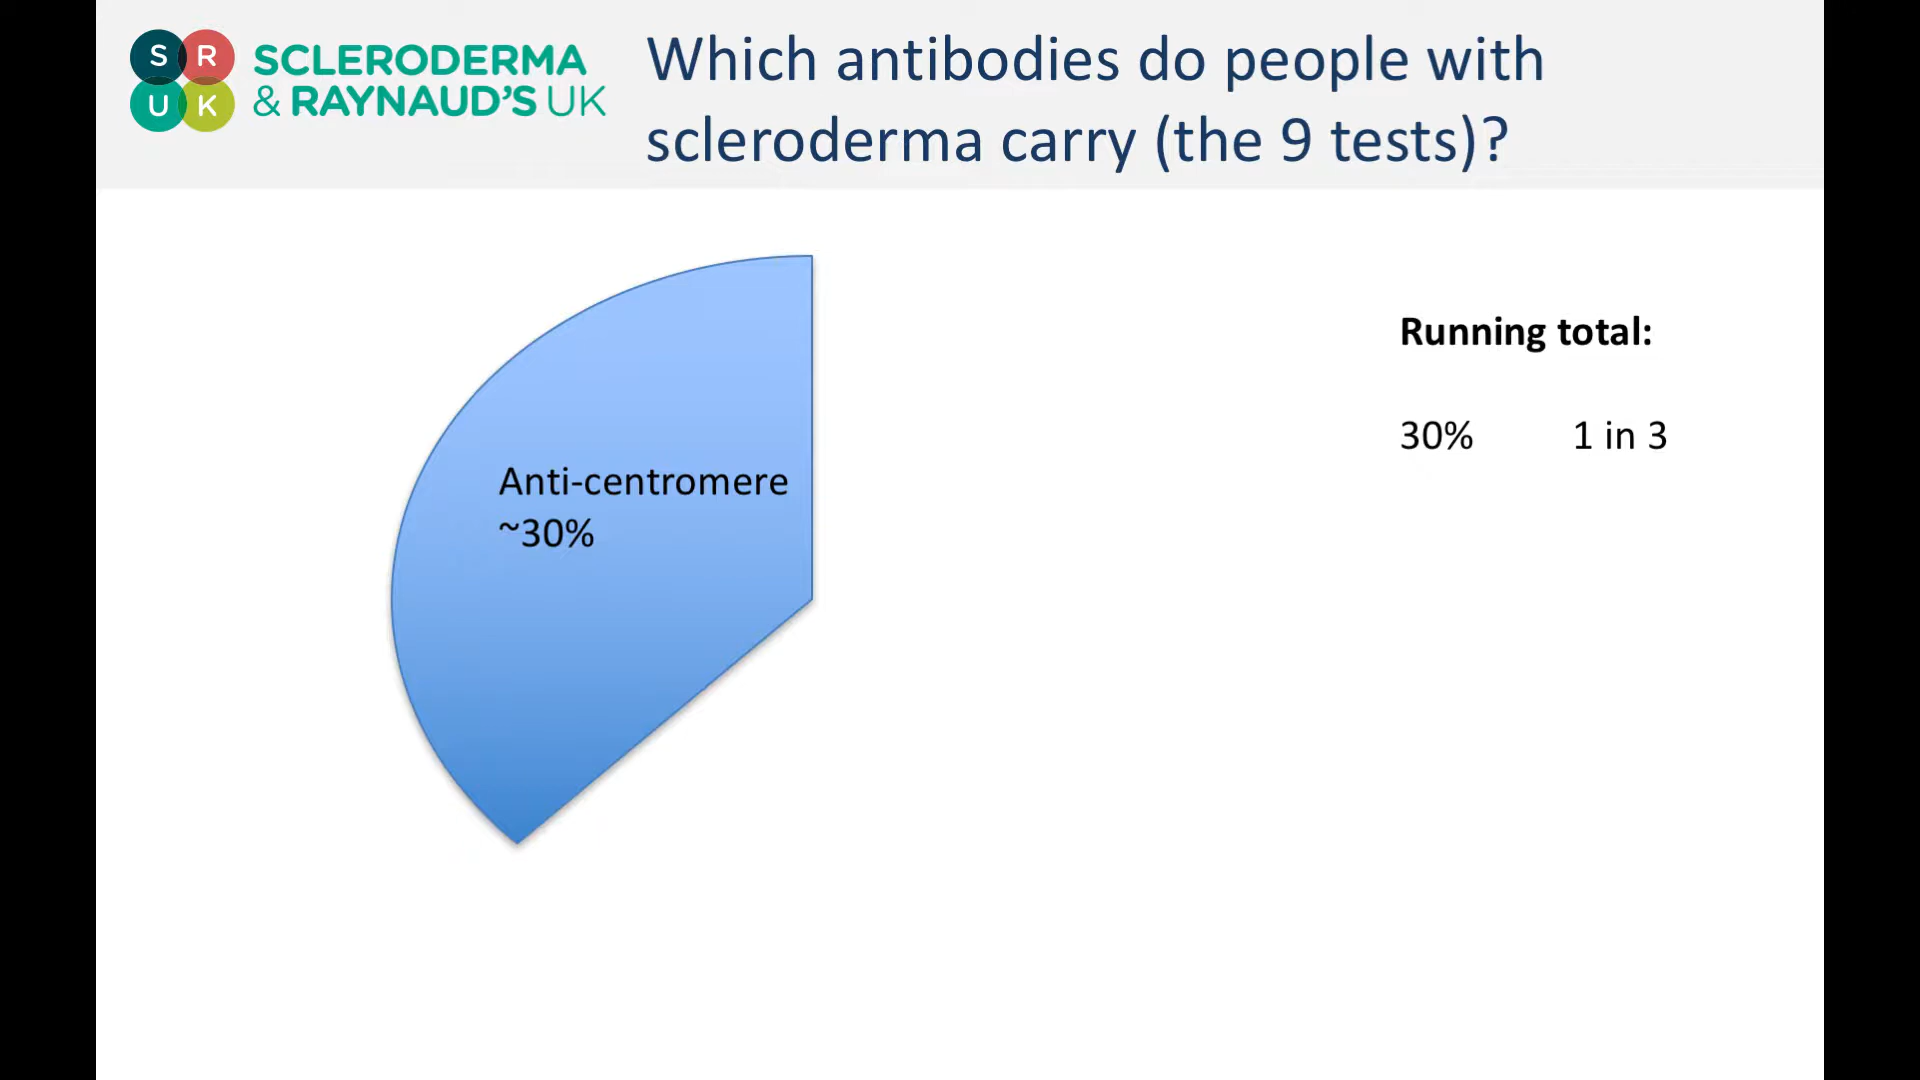 S R
U K
SCLERODERMA
& RAYNAUD'S UK
Which antibodies do people with
scleroderma carry (the 9 tests)?
Anti-centromere
~30%
Running total:
30% 1 in 3